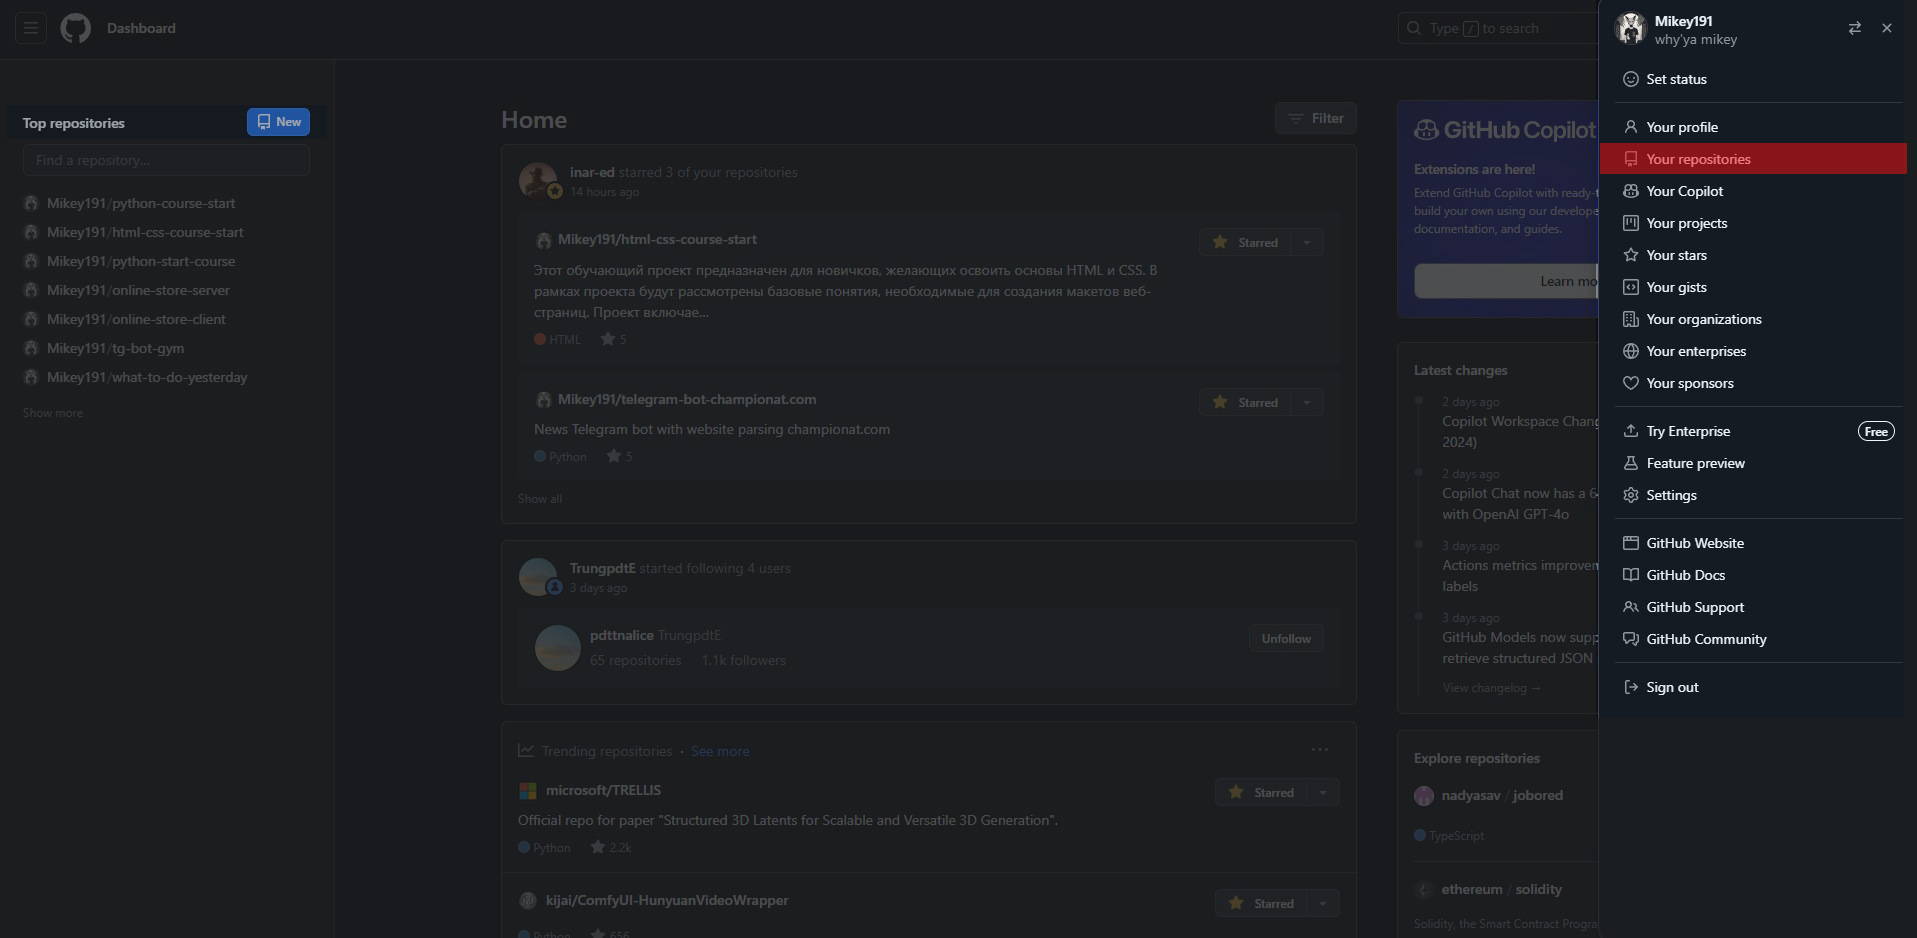 Dashboard
Type / to search
Mikey191
why'ya mikey
Set status
Your profile
Your repositories
Your Copilot
Your projects
Your stars
Your gists
Your organizations
Your enterprises
Your sponsors
Try Enterprise
Free
Feature preview
Settings
GitHub Website
GitHub Docs
GitHub Support
GitHub Community
Sign out
Top repositories
New
Find a repository...
Mikey191/python-course-start
Mikey191/html-css-course-start
Mikey191/python-start-course
Mikey191/online-store-server
Mikey191/online-store-client
Mikey191/tg-bot-gym
Mikey191/what-to-do-yesterday
Show more
Home
Filter
inar-ed starred 3 of your repositories
14 hours ago
Mikey191/html-css-course-start
Starred
Этот обучающий проект предназначен для новичков, желающих освоить основы HTML и CSS. В
рамках проекта будут рассмотрены базовые понятия, необходимые для создания макетов веб-
страниц. Проект включае...
HTML 5
Mikey191/telegram-bot-championat.com
Starred
News Telegram bot with website parsing championat.com
Python 5
Show all
TrungpdtE started following 4 users
3 days ago
pdttnalice TrungpdtE
Unfollow
65 repositories 1.1k followers
Trending repositories · See more
microsoft/TRELLIS
Starred
Official repo for paper "Structured 3D Latents for Scalable and Versatile 3D Generation".
Python 2.2k
kijai/ComfyUI-HunyuanVideoWrapper
Starred
Python 656
GitHub Copilot
Extensions are here!
Extend GitHub Copilot with ready-
build your own using our
documentation, and guides.
Learn
Latest changes
2 days ago
Copilot Workspace
2024)
2 days ago
Copilot Chat now has a
with OpenAI GPT-4o
3 days ago
Actions metrics
labels
3 days ago
GitHub Models now
retrieve structured JSON
View changelog →
Explore repositories
nadyasav / jobored
TypeScript
ethereum / solidity
Solidity, the Smart Contract